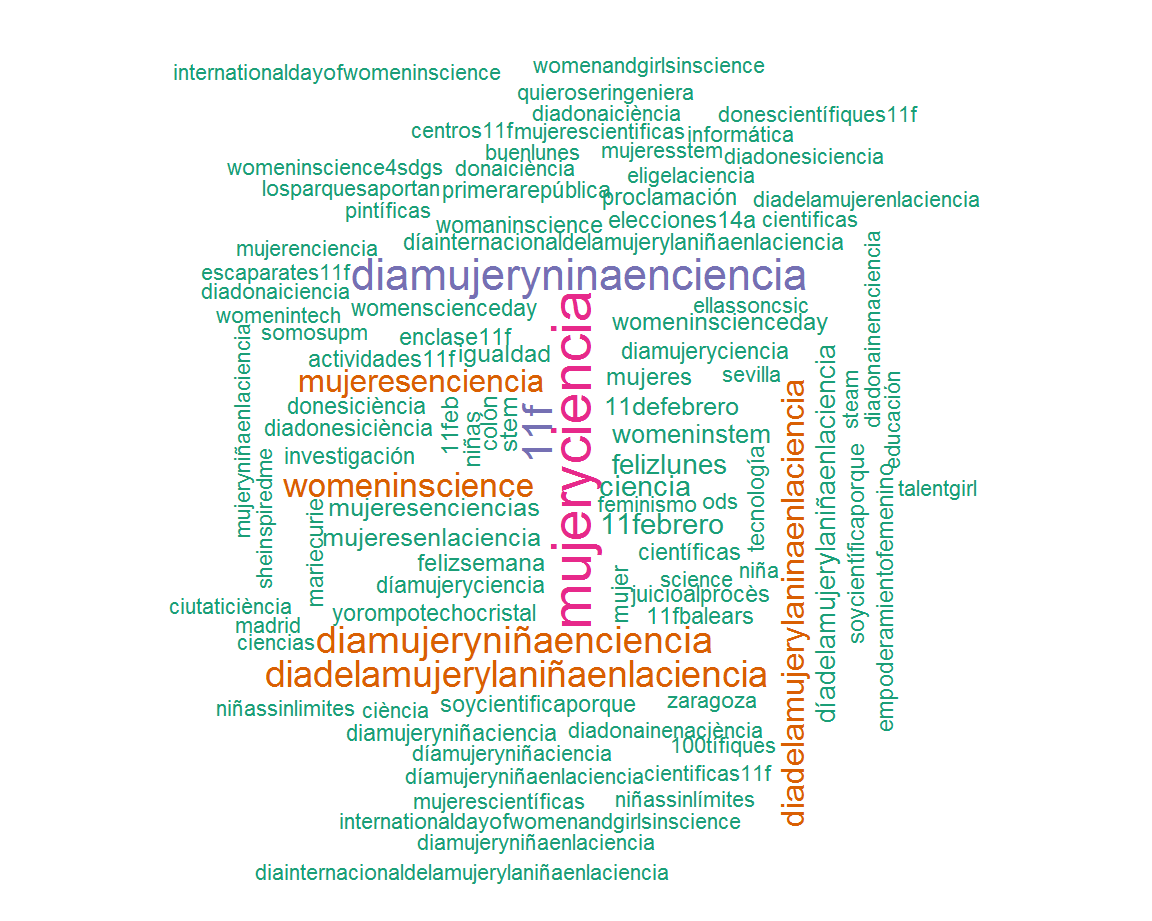 internationaldayofwomeninscience
womenandgirlsinscience
quieroseringeniera
diadonaiciència
donescientífiques11f
centros11f
mujerescientificas
informática
buenlunes
mujeresstem
diadonesiciencia
womeninscience4sdgs
donaiciència
eligelaciencia
losparquesaportan
primerarepública
proclamación
diadelamujerenlaciencia
pintíficas
womaninscience
elecciones14a
cientificas
mujerenciencia
díainternacionaldelamujerylaniñaenlaciencia
escaparates11f
diamujeryninaenciencia
diadonaiciencia
womenintech
womenscienceday
ellassoncsic
womeninscienceday
somosupm
enclase11f
actividades11f
igualdad
diamujeryciencia
mujeresenciencia
mujeres
sevilla
donesiciència
11defebrero
diadonesiciència
womeninstem
11feb
niñas
colón
stem
11f
mujeryciencia
investigación
felizlunes
womeninscience
ciencia
mujeresenciencias
feminismo
ods
11febrero
mujeresenlaciencia
científicas
felizsemana
science
niña
díamujeryciencia
juicioalprocès
mujer
11fbalears
yorompotechocristal
ciutaticiència
madrid
ciencias
mujeryniñaenlaciencia
sheinspiredme
mariecurie
tecnología
diadelamujerylaninaenlaciencia
díadelamujerylaniñaenlaciencia
steam
diadonainenaciencia
educación
soycientíficaporque
empoderamientofemenino
talentgirl
diamujeryniñaenciencia
diadelamujerylaniñaenlaciencia
niñassinlimites
ciència
soycientificaporque
zaragoza
diamujeryniñaciencia
diadonainenaciència
díamujeryniñaciencia
100tífiques
díamujeryniñaenlaciencia
cientificas11f
mujerescientíficas
niñassinlímites
internationaldayofwomenandgirlsinscience
diamujeryniñaenlaciencia
diainternacionaldelamujerylaniñaenlaciencia